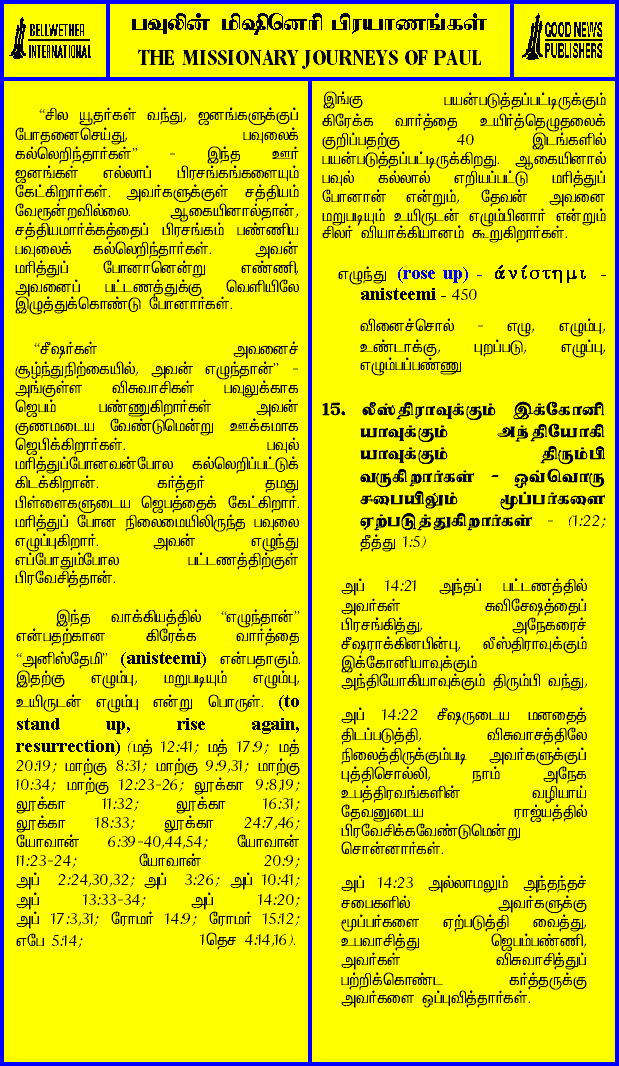 BELLWETHER
INTERNATIONAL
பவுலின் மிஷினெரி பிரயாணங்கள்
THE MISSIONARY JOURNEYS OF PAUL
GOOD NEWS
PUBLISHERS
“சில யூதர்கள் வந்து, ஜனங்களுக்குப்
போதனைசெய்து, பவுலைக்
கல்லெறிந்தார்கள்” - இந்த ஊர்
ஜனங்கள் எல்லாப் பிரசங்கங்களையும்
கேட்கிறார்கள். அவர்களுக்குள் சத்தியம்
வேரூன்றவில்லை. ஆகையினால்தான்,
சத்தியமார்க்கத்தைப் பிரசங்கம் பண்ணிய
பவுலைக் கல்லெறிந்தார்கள். அவன்
மரித்துப் போனானென்று எண்ணி,
அவனைப் பட்டணத்துக்கு வெளியிலே
இழுத்துக்கொண்டு போனார்கள்.
“சீஷர்கள் அவனைச்
சூழ்ந்துநிற்கையில், அவன் எழுந்தான்” -
அங்குள்ள விசுவாசிகள் பவுலுக்காக
ஜெபம் பண்ணுகிறார்கள் அவன்
குணமடைய வேண்டுமென்று ஊக்கமாக
ஜெபிக்கிறார்கள். பவுல்
மரித்துப்போனவன்போல கல்லெறிப்பட்டுக்
கிடக்கிறான். கர்த்தர் தமது
பிள்ளைகளுடைய ஜெபத்தைக் கேட்கிறார்.
மரித்துப் போன நிலைமையிலிருந்த பவுலை
எழுப்புகிறார். அவன் எழுந்து
எப்போதும்போல பட்டணத்திற்குள்
பிரவேசித்தான்.
இந்த வாக்கியத்தில் “எழுந்தான்”
என்பதற்கான கிரேக்க வார்த்தை
“அனிஸ்தேமி” (anisteemi) என்பதாகும்.
இதற்கு எழும்பு, மறுபடியும் எழும்பு,
உயிருடன் எழும்பு என்று பொருள். (to
stand up, rise again,
resurrection) (மத் 12:41; மத் 17:9; மத்
20:19; மாற்கு 8:31; மாற்கு 9:9,31; மாற்கு
10:34; மாற்கு 12:23-26; லூக்கா 9:8,19;
லூக்கா 11:32; லூக்கா 16:31;
லூக்கா 18:33; லூக்கா 24:7,46;
யோவான் 6:39-40,44,54; யோவான்
11:23-24; யோவான் 20:9;
அப் 2:24,30,32; அப் 3:26; அப் 10:41;
அப் 13:33-34; அப் 14:20;
அப் 17:3,31; ரோமர் 14:9; ரோமர் 15:12;
எபே 5:14; 1தெச 4:14,16).
இங்கு பயன்படுத்தப்பட்டிருக்கும்
கிரேக்க வார்த்தை உயிர்த்தெழுதலைக்
குறிப்பதற்கு 40 இடங்களில்
பயன்படுத்தப்பட்டிருக்கிறது. ஆகையினால்
பவுல் கல்லால் எறியப்பட்டு மரித்துப்
போனான் என்றும், தேவன் அவனை
மறுபடியும் உயிருடன் எழும்பினார் என்றும்
சிலர் வியாக்கியானம் கூறுகிறார்கள்.
எழுந்து (rose up) - άνίστημι -
anisteemi - 450
வினைச்சொல் - எழு, எழும்பு,
உண்டாக்கு, புறப்படு, எழுப்பு,
எழும்பப்பண்ணு
15. லீஸ்திராவுக்கும் இக்கோனி
யாவுக்கும் அந்தியோகி
யாவுக்கும் திரும்பி
வருகிறார்கள் - ஒவ்வொரு
சபையிலும் மூப்பர்களை
ஏற்படுத்துகிறார்கள் - (1:22;
தீத்து 1:5)
அப் 14:21 அந்தப் பட்டணத்தில்
அவர்கள் சுவிசேஷத்தைப்
பிரசங்கித்து, அநேகரைச்
சீஷராக்கினபின்பு, லீஸ்திராவுக்கும்
இக்கோனியாவுக்கும்
அந்தியோகியாவுக்கும் திரும்பி வந்து,
அப் 14:22 சீஷருடைய மனதைத்
திடப்படுத்தி, விசுவாசத்திலே
நிலைத்திருக்கும்படி அவர்களுக்குப்
புத்திசொல்லி, நாம் அநேக
உபத்திரவங்களின் வழியாய்
தேவனுடைய ராஜ்யத்தில்
பிரவேசிக்கவேண்டுமென்று
சொன்னார்கள்.
அப் 14:23 அல்லாமலும் அந்தந்தச்
சபைகளில் அவர்களுக்கு
மூப்பர்களை ஏற்படுத்தி வைத்து,
உபவாசித்து ஜெபம்பண்ணி,
அவர்கள் விசுவாசித்துப்
பற்றிக்கொண்ட கர்த்தருக்கு
அவர்களை ஒப்புவித்தார்கள்.